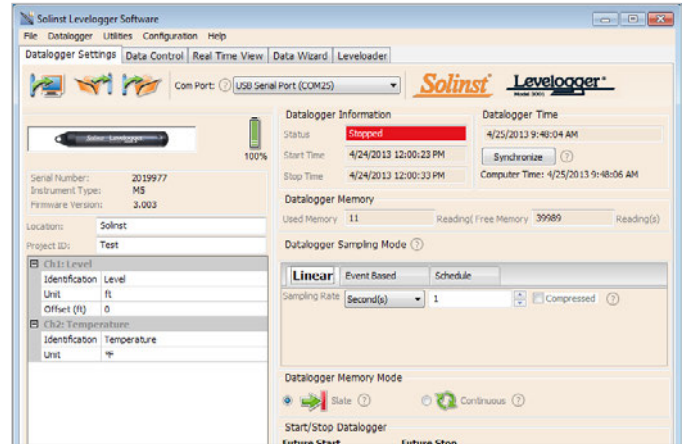 Solinst Levelogger Software
File Datalogger Utilities Configuration Help
Datalogger Settings Data Control Real Time View Data Wizard Leveloader
Com Port: ? USB Serial Port (COM25)
Solinst Levelogger
Model 3001
Datalogger Information
Status Stopped
Start Time 4/24/2013 12:00:23 PM
Stop Time 4/24/2013 12:00:33 PM
Datalogger Time
4/25/2013 9:48:04 AM
Synchronize ?
Computer Time: 4/25/2013 9:48:06 AM
Solinst Levelogger
100%
Serial Number: 2019977
Instrument Type: M5
Firmware Version: 3.003
Location: Solinst
Project ID: Test
Ch1: Level
Identification Level
Unit ft
Offset (ft) 0
Ch2: Temperature
Identification Temperature
Unit °F
Datalogger Memory
Used Memory 11 Reading( Free Memory 39989 Reading(s)
Datalogger Sampling Mode ?
Linear Event Based Schedule
Sampling Rate Second(s) 1 Compressed ?
Datalogger Memory Mode
Slate ? Continuous ?
Start/Stop Datalogger
Future Start Future Stop